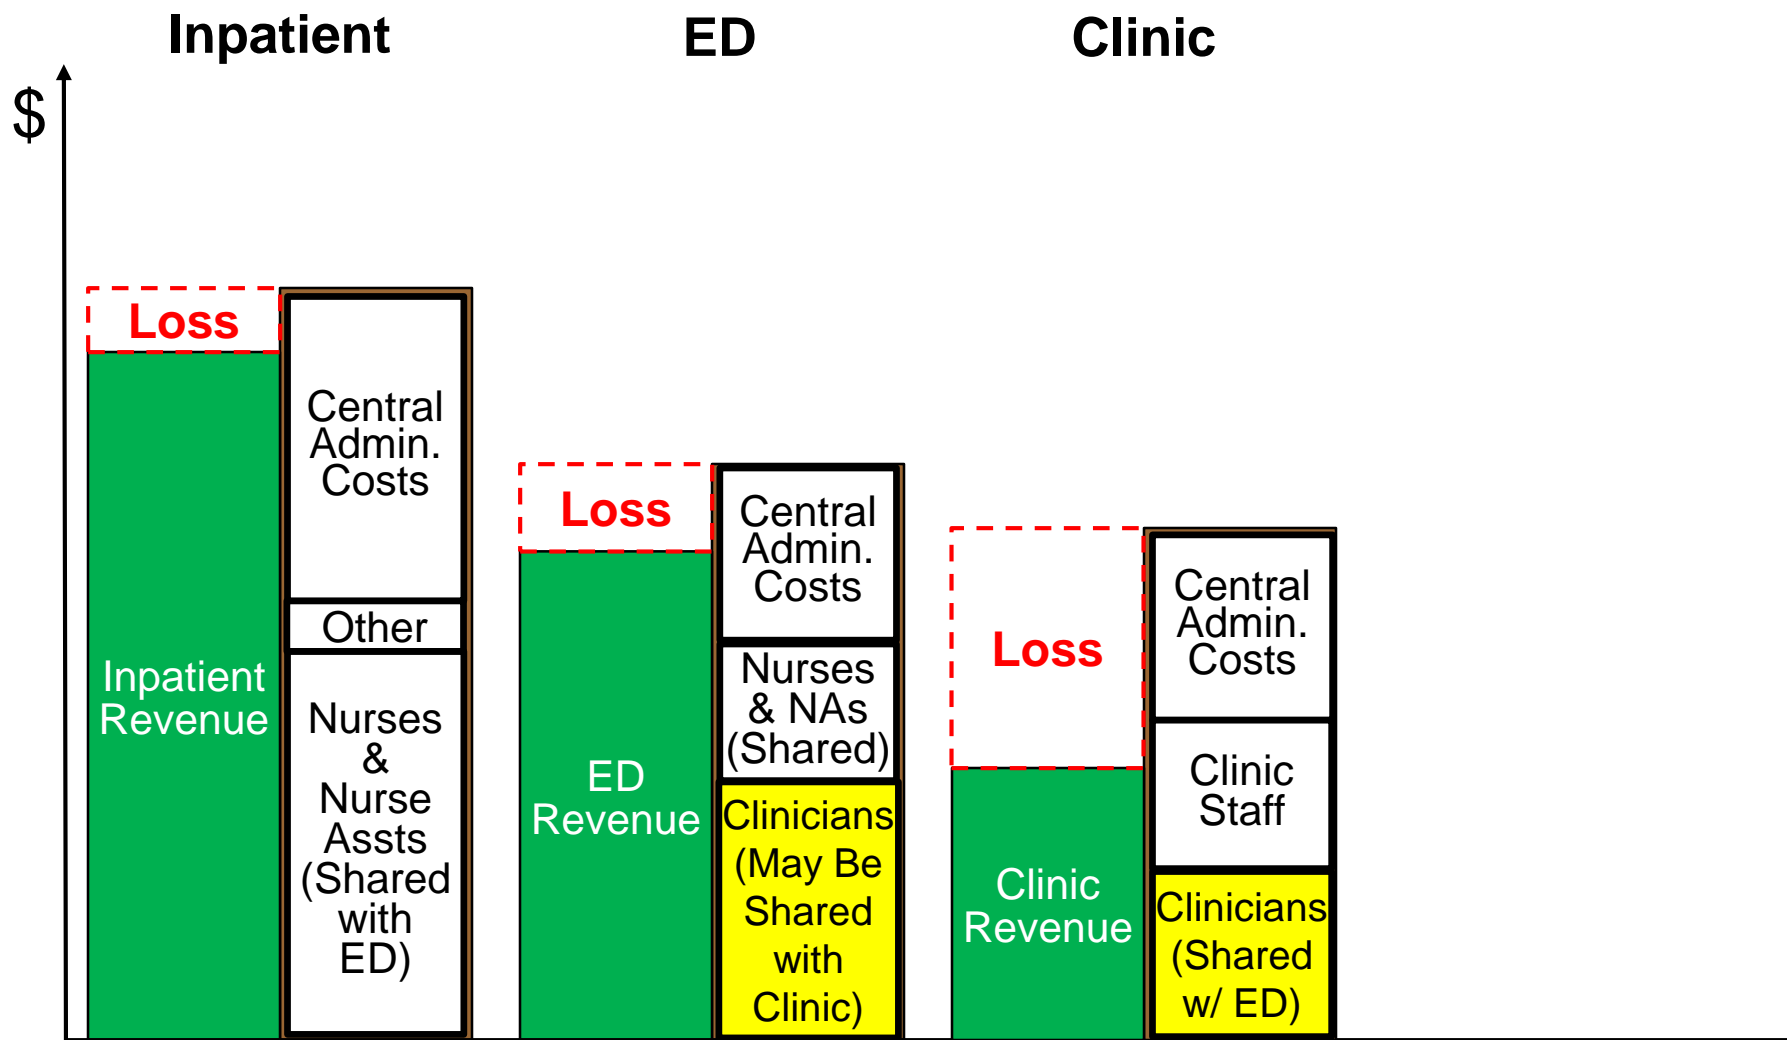 Inpatient
ED
Clinic
$
Loss
Inpatient
Revenue
Central
Admin.
Costs
Other
Nurses
&
Nurse
Assts
(Shared
with
ED)
Loss
ED
Revenue
Central
Admin.
Costs
Nurses
& NAs
(Shared)
Clinicians
(May Be
Shared
with
Clinic)
Loss
Clinic
Revenue
Central
Admin.
Costs
Clinic
Staff
Clinicians
(Shared
w/ ED)